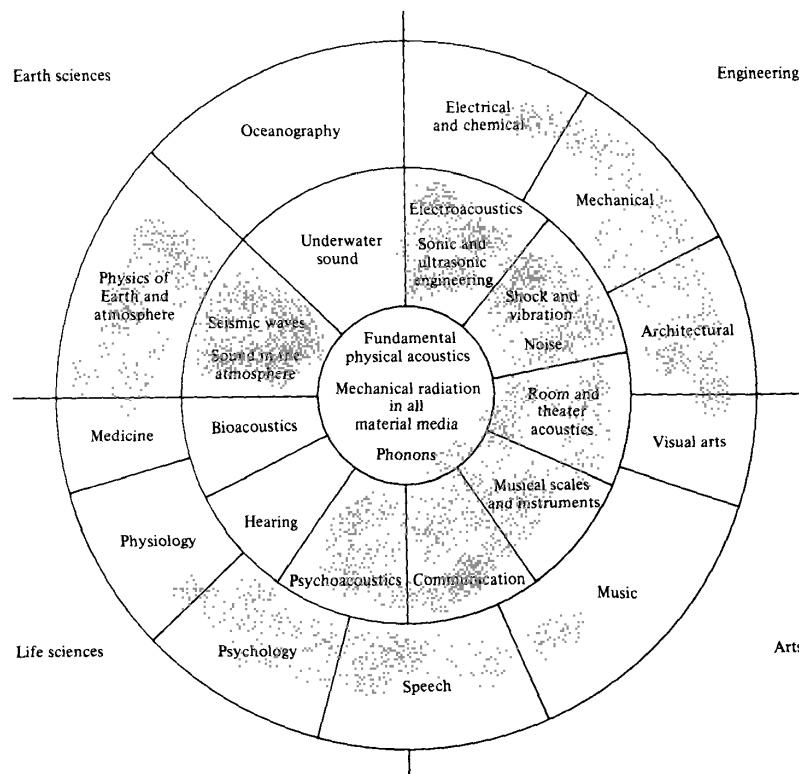 Earth sciences
Engineering
Electrical
and chemical
Oceanography
Mechanical
Electroacoustics
Underwater
sound
Sonic and
ultrasonic
engineering
Physics of
Earth and
atmosphere
Shock and
vibration
Seismic waves
Architectural
Fundamental
physical acoustics
Noise
Sound in the
atmosphere
Mechanical radiation
in all
material media
Room and
theater
acoustics
Medicine
Bioacoustics
Visual arts
Phonons
Musical scales
and instruments
Hearing
Physiology
Psychoacoustics
Communication
Music
Life sciences
Psychology
Arts
Speech